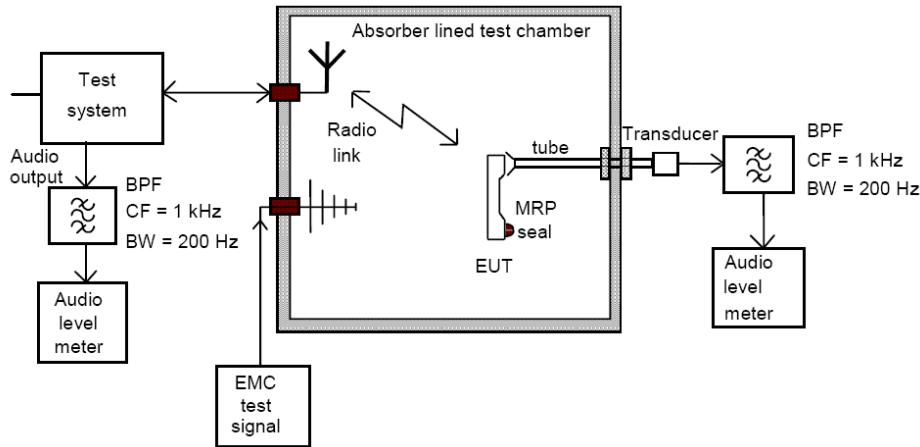 Absorber lined test chamber
Test
system
Radio
link
Audio
output
BPF
CF = 1 kHz
BW = 200 Hz
Audio
level
meter
EMC
test
signal
tube
MRP
seal
EUT
Transducer
BPF
CF = 1 kHz
BW = 200 Hz
Audio
level
meter